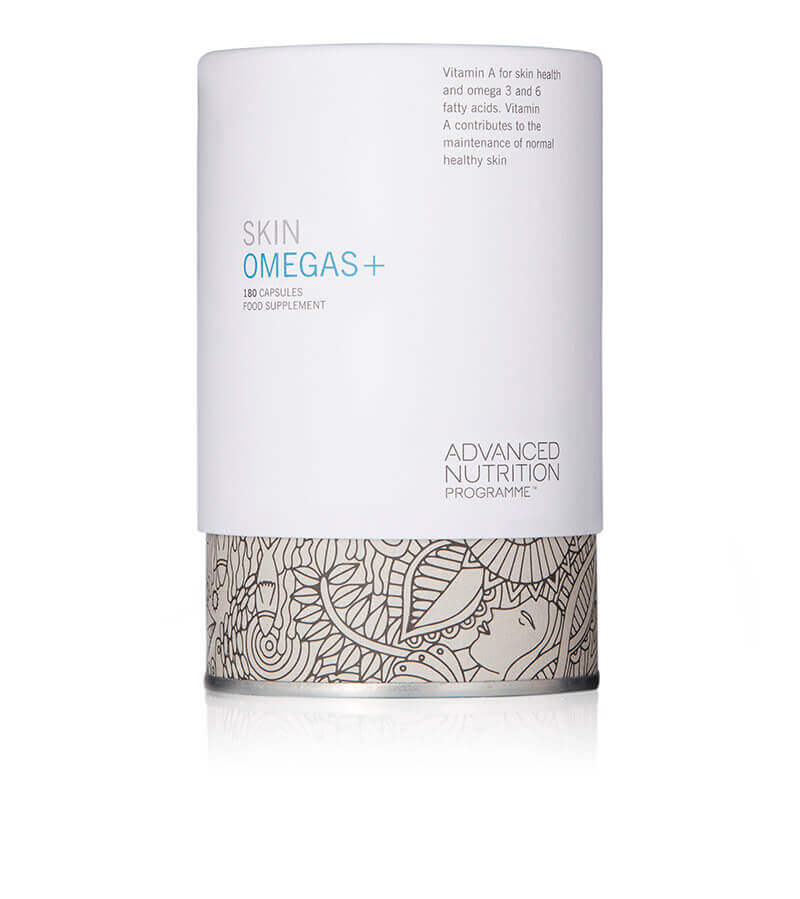 Vitamin A for skin health
and omega 3 and 6
fatty acids. Vitamin
A contributes to the
maintenance of normal
healthy skin
SKIN
OMEGAS+
180 CAPSULES
FOOD SUPPLEMENT
ADVANCED
NUTRITION
PROGRAMME™